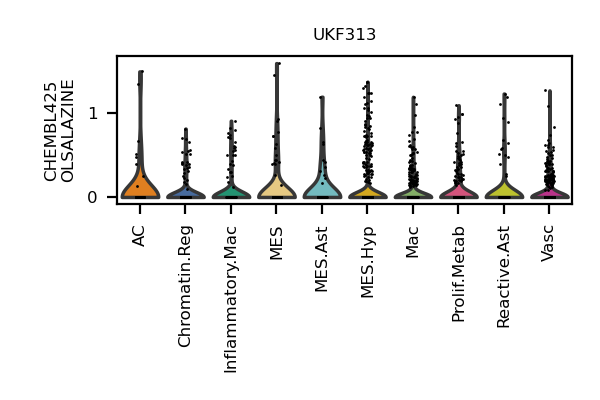 UKF313
CHEMBL425
OLSALAZINE
1
0
AC
Chromatin.Reg
Inflammatory.Mac
MES
MES.Ast
MES.Hyp
Mac
Prolif.Metab
Reactive.Ast
Vasc